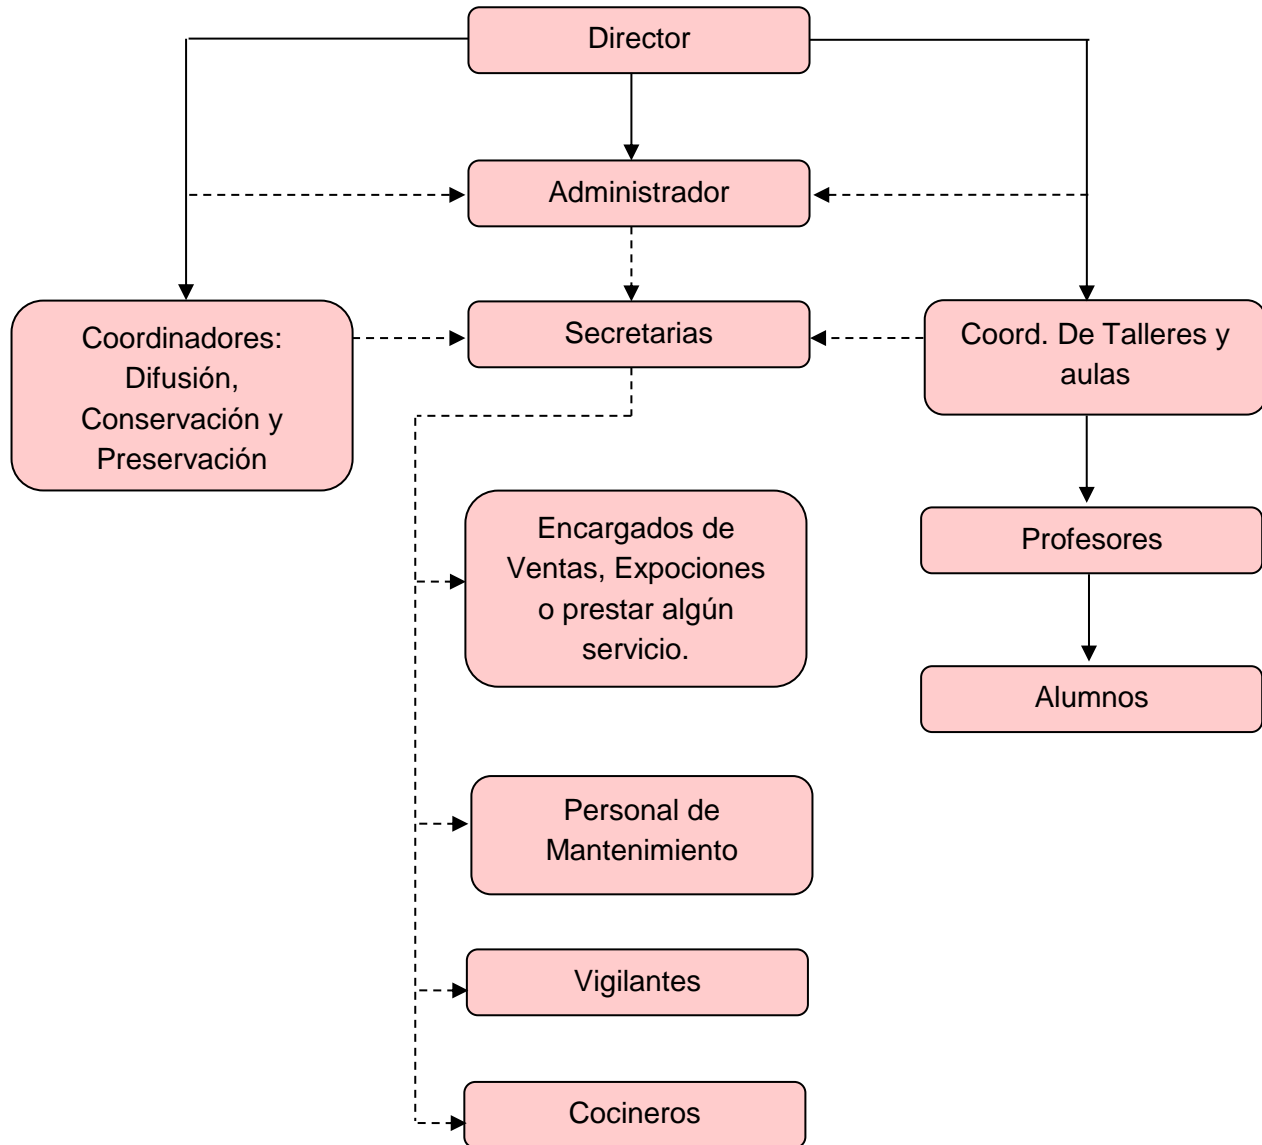 Director
Administrador
Secretarias
Coordinadores:
Difusión,
Conservación y
Preservación
Coord. De Talleres y
aulas
Encargados de
Ventas, Expociones
o prestar algún
servicio.
Profesores
Alumnos
Personal de
Mantenimiento
Vigilantes
Cocineros